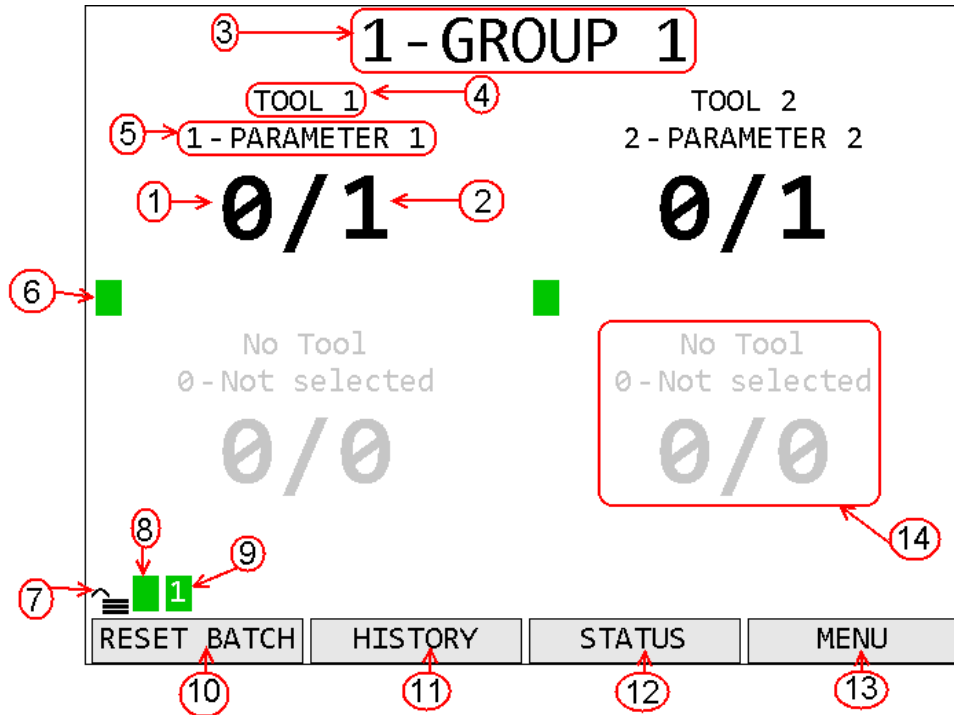 3 1-GROUP 1
TOOL 1 4 TOOL 2
5 1-PARAMETER 1 2-PARAMETER 2
1 0/1 2 0/1
6
No Tool No Tool
0-Not selected 0-Not selected
0/0 0/0
8 9 14
7 1
RESET BATCH HISTORY STATUS MENU
10 11 12 13